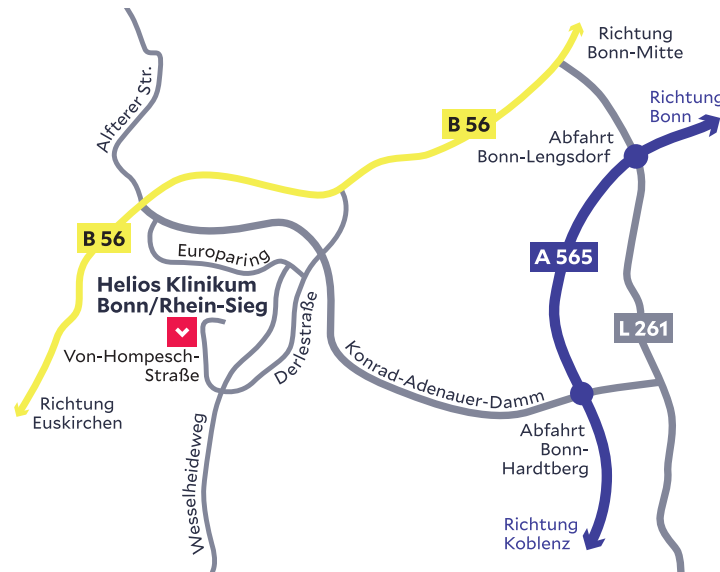 Richtung
Bonn-Mitte
Alfterer Str.
Richtung
Bonn
B 56
Abfahrt
Bonn-Lengsdorf
B 56
Europaring
A 565
Helios Klinikum
Bonn/Rhein-Sieg
L 261
Von-Hompesch-
Straße
Derlestraße
Konrad-Adenauer-Damm
Richtung
Euskirchen
Abfahrt
Bonn-
Hardtberg
Wesselheideweg
Richtung
Koblenz